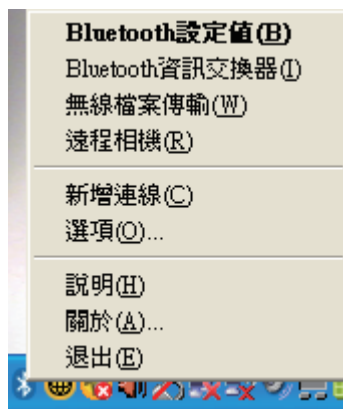 Bluetooth設定值(B)
Bluetooth資訊交換器(I)
無線檔案傳輸(W)
遠程相機(R)
新增連線(C)
選項(O)...
說明(H)
關於(A)...
退出(E)